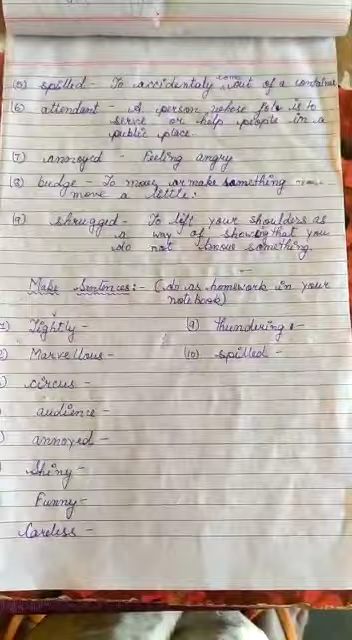 (5) spilled - To accidentaly come out of a container
(6) attendant - A person whose job is to
serve or help people in a
public place.
(7) annoyed - Feeling angry
(8) budge - To move or make something
move a little.
(9) shrugged - To lift your shoulders as
a way of showing that you
do not know something.
Make Sentences:- (do as homework in your
notebook)
Tightly - (9) thundering :-
Marvellous - (10) spilled -
circus -
audience -
annoyed -
Shiny -
Funny -
Careless -